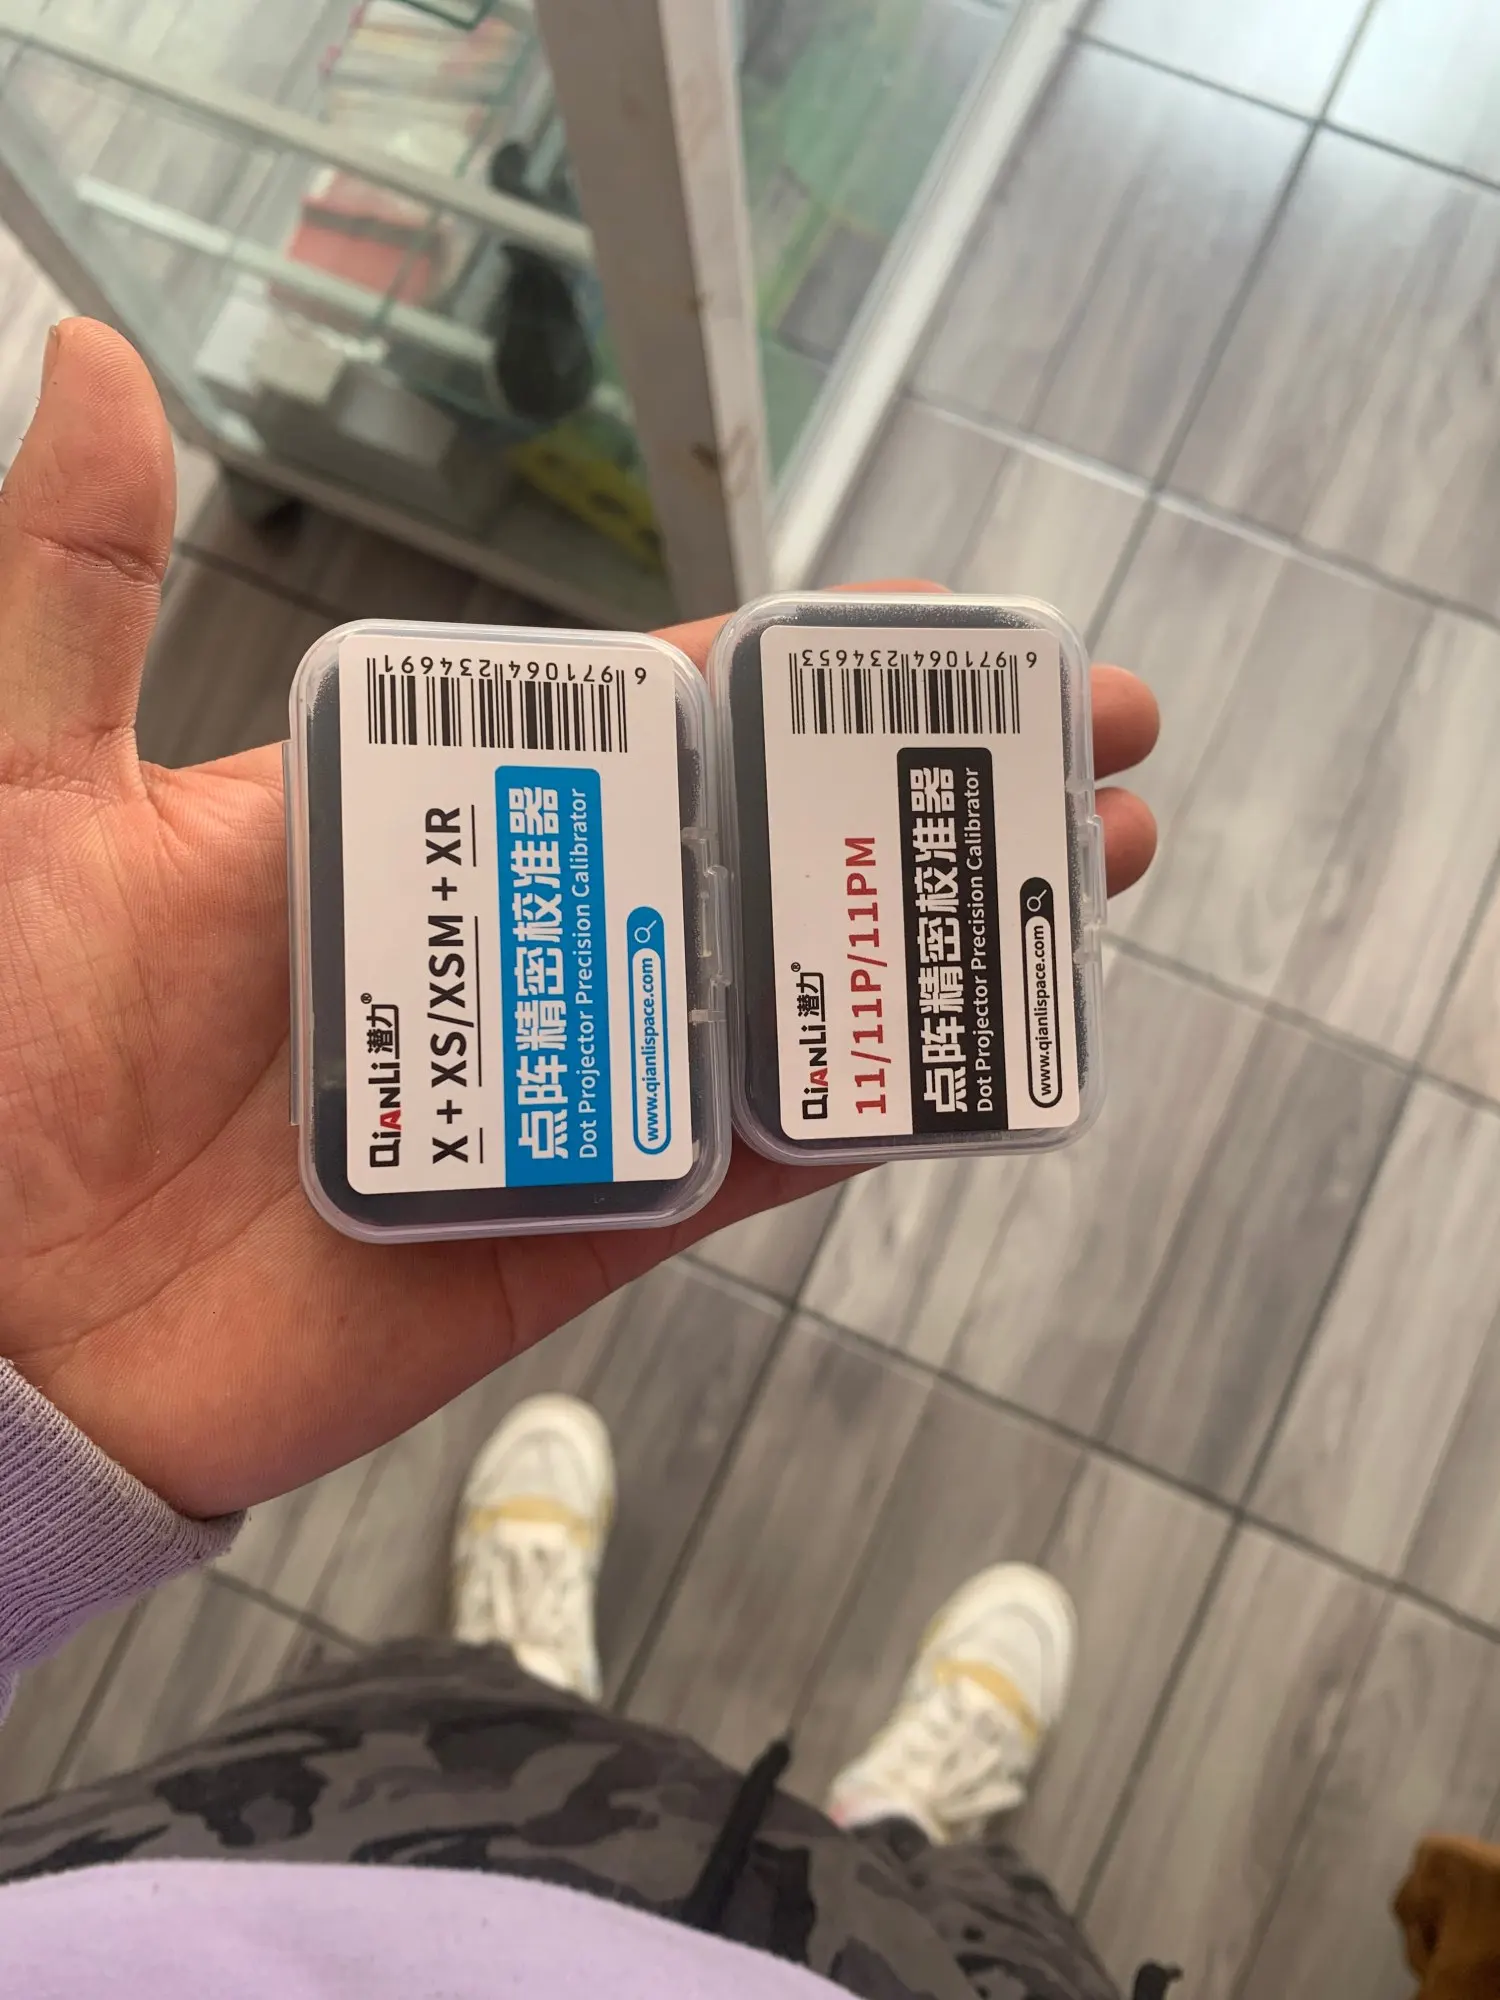 QiANLi 潜力®
X + XS/XSM + XR
点阵精密校准器
Dot Projector Precision Calibrator
www.qianlispace.com
6 971064 234691
QiANLi 潜力®
11/11P/11PM
点阵精密校准器
Dot Projector Precision Calibrator
www.qianlispace.com
6 971064 234653